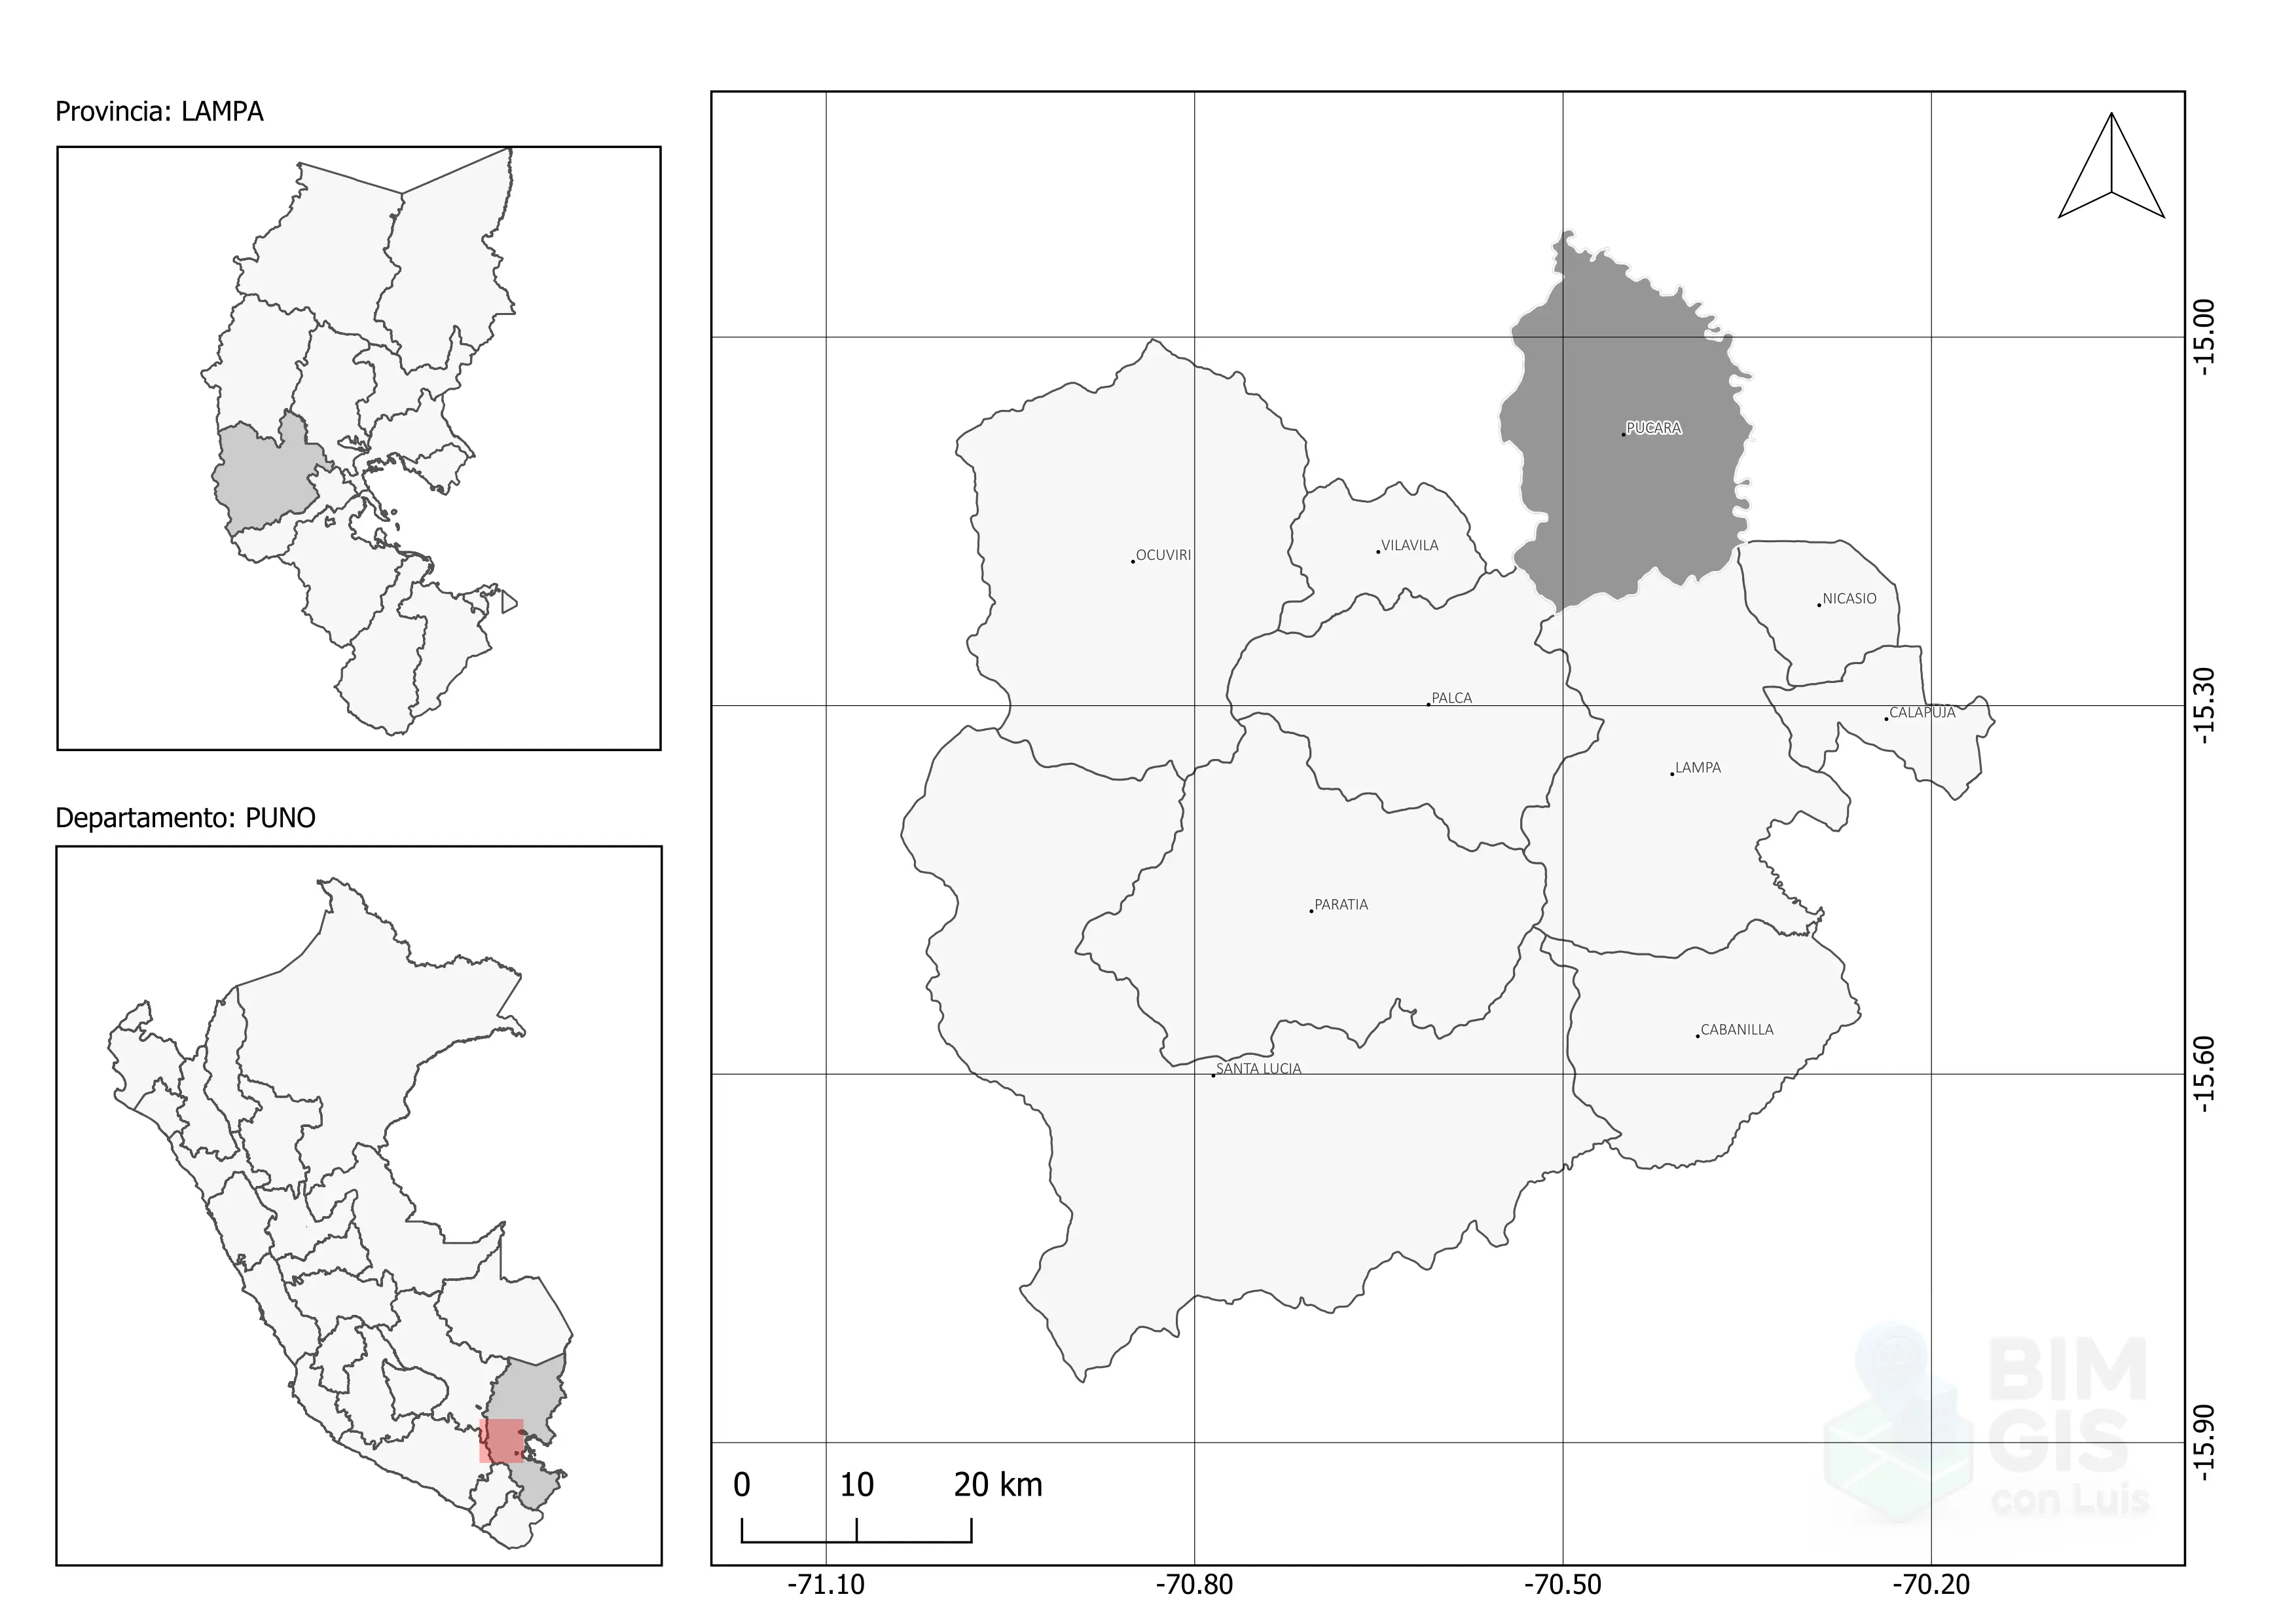 Provincia: LAMPA
Departamento: PUNO
PUCARA
VILAVILA
OCUVIRI
NICASIO
PALCA
CALAPUJA
LAMPA
PARATIA
CABANILLA
SANTA LUCIA
-15.00
-15.30
-15.60
-15.90
BIM
GIS
con Luis
0 10 20 km
-71.10 -70.80 -70.50 -70.20